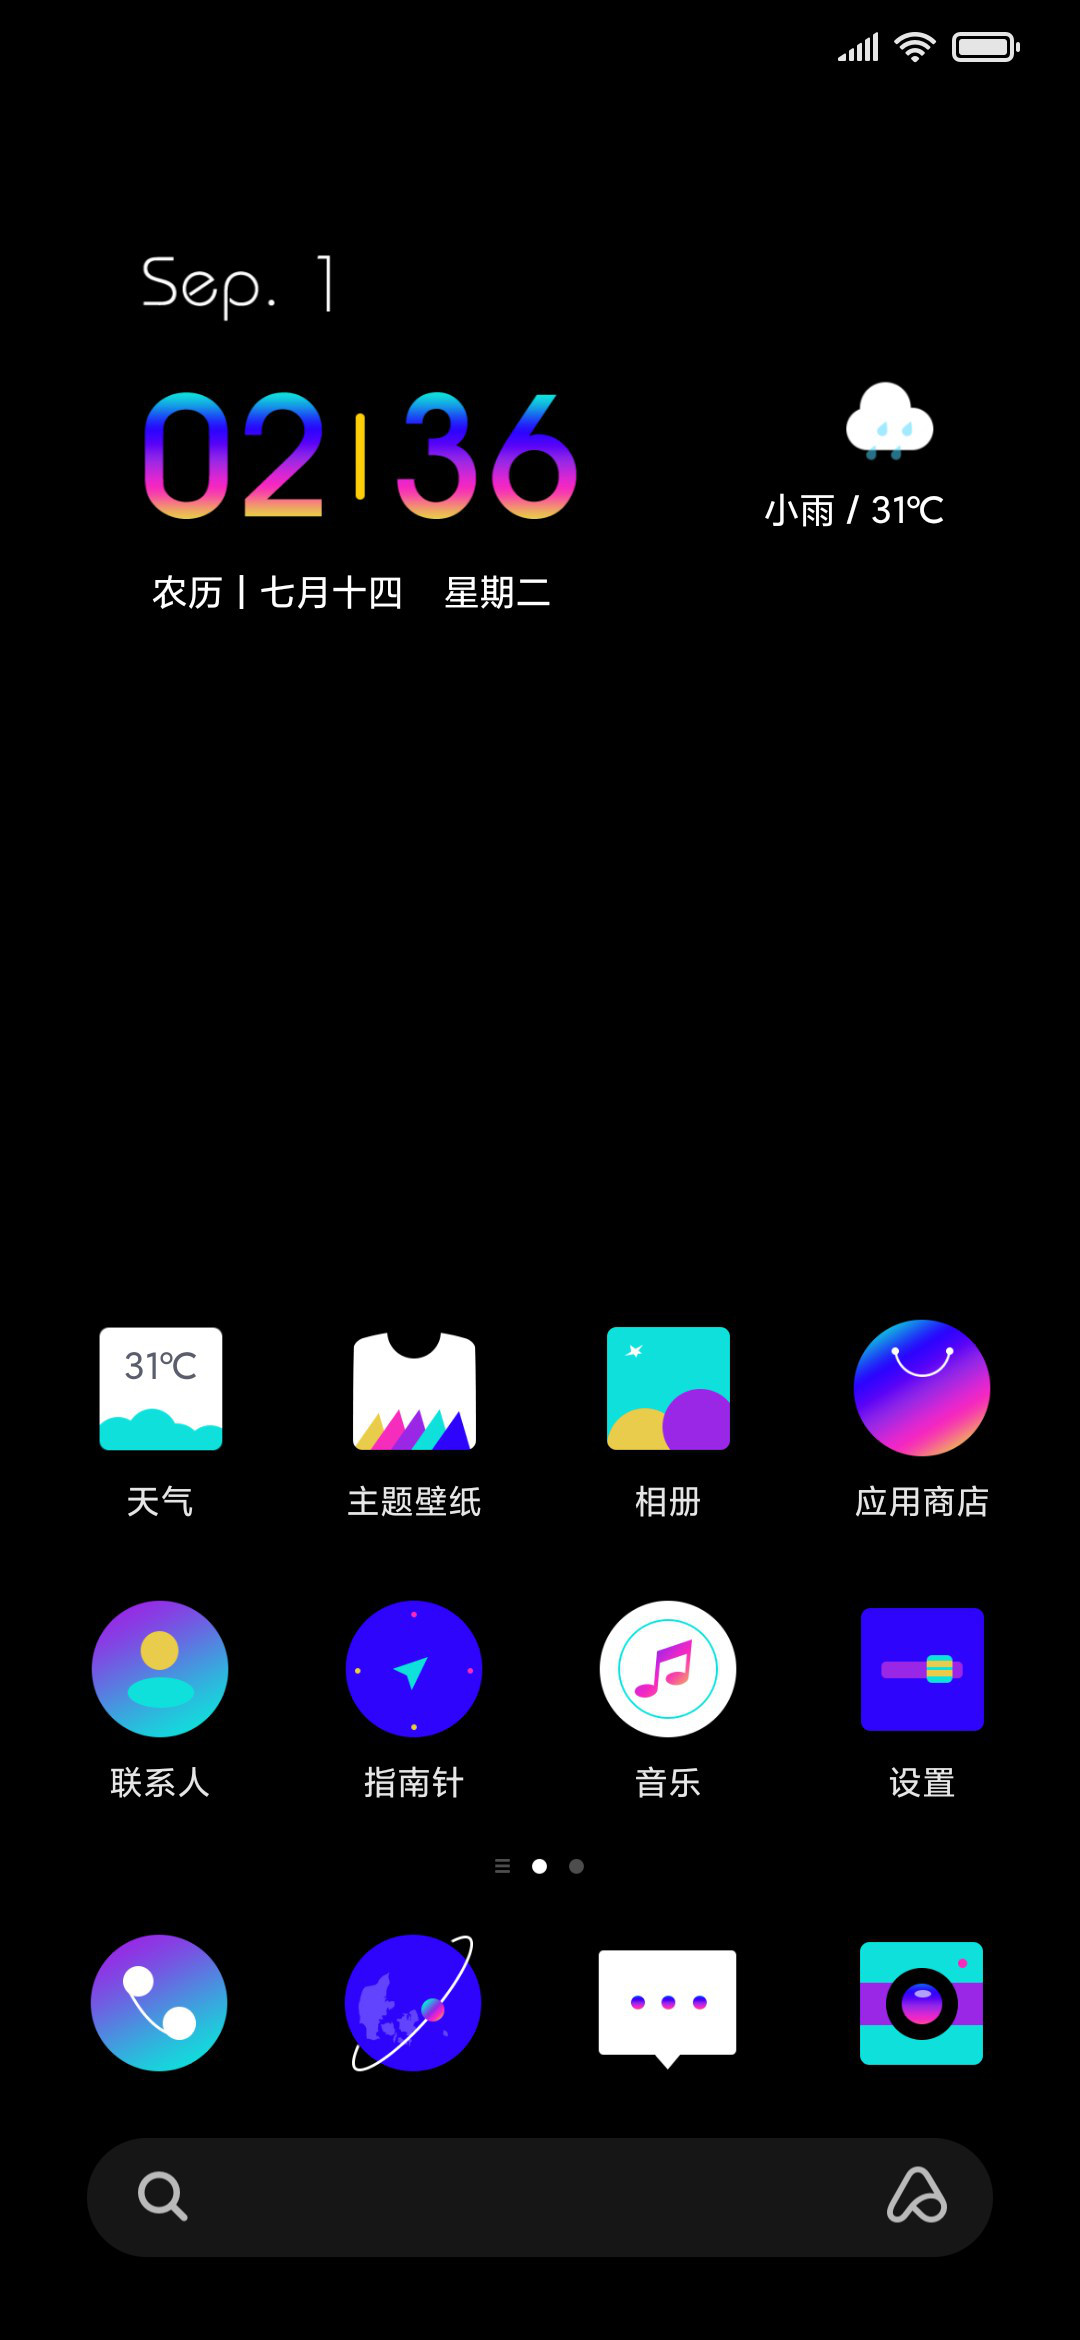 Sep. 1
02 36
小雨 / 31℃
农历 | 七月十四 星期二
31℃
天气 主题壁纸 相册 应用商店
联系人 指南针 音乐 设置